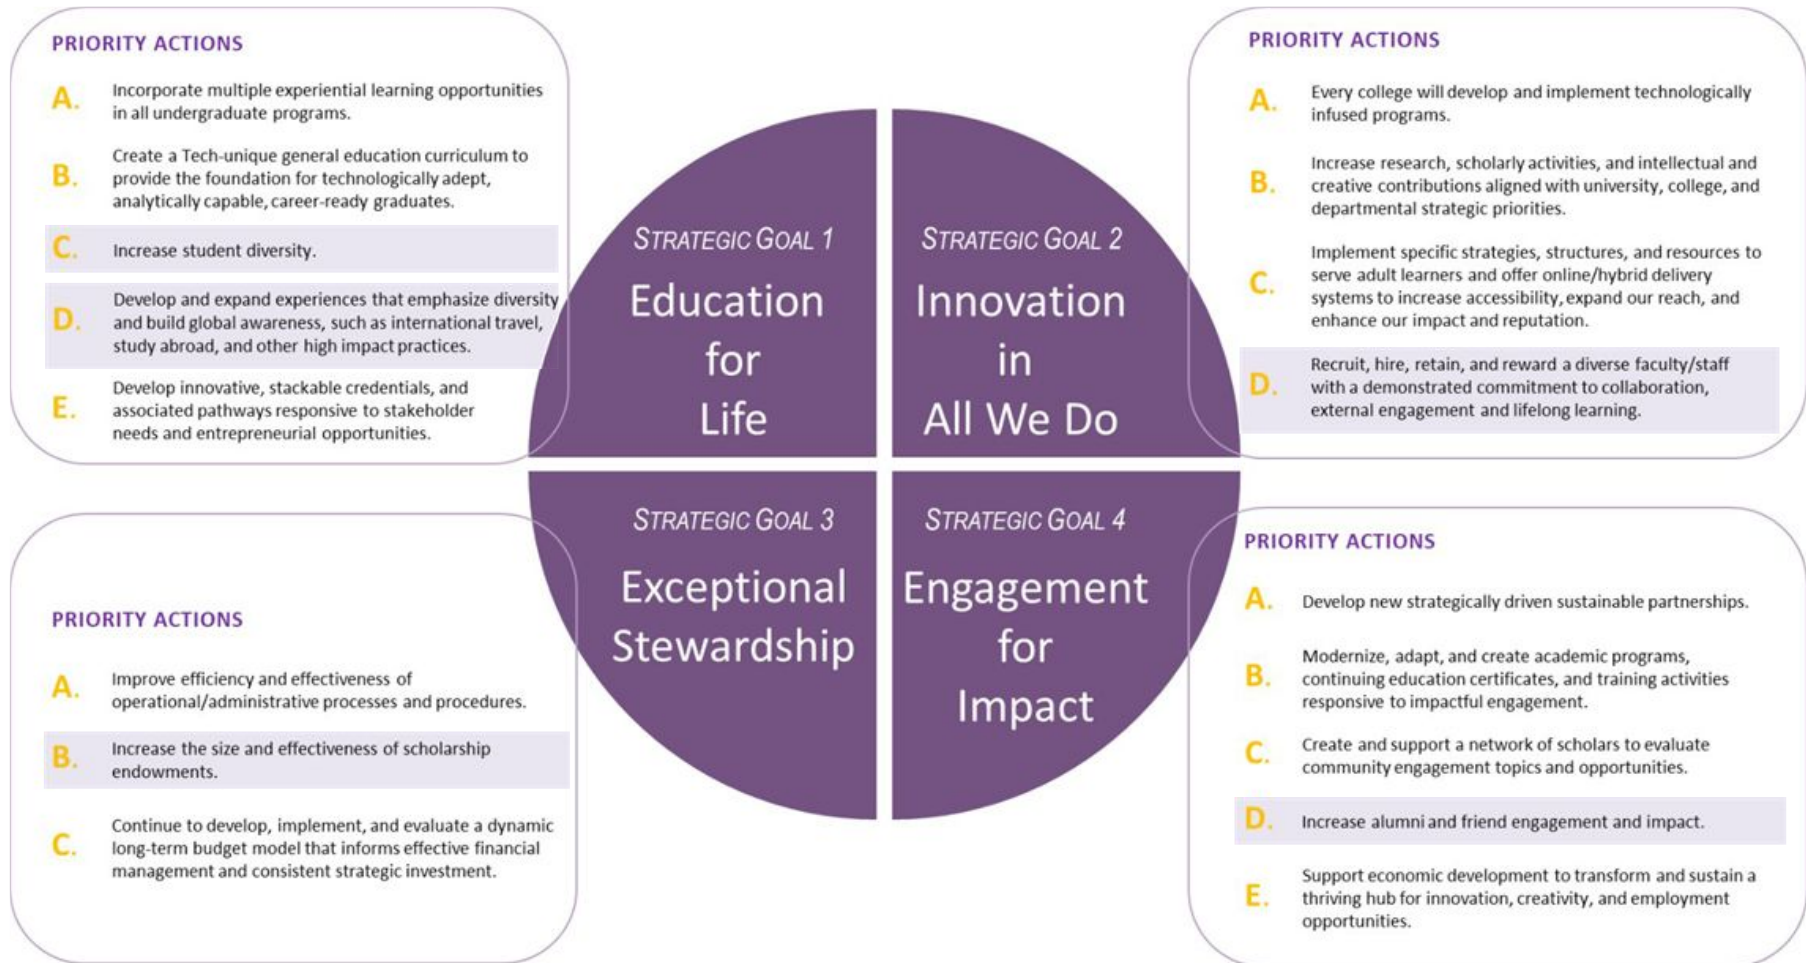 PRIORITY ACTIONS
A. Incorporate multiple experiential learning opportunities
in all undergraduate programs.
B. Create a Tech-unique general education curriculum to
provide the foundation for technologically adept,
analytically capable, career-ready graduates.
C. Increase student diversity.
D. Develop and expand experiences that emphasize diversity
and build global awareness, such as international travel,
study abroad, and other high impact practices.
E. Develop innovative, stackable credentials, and
associated pathways responsive to stakeholder
needs and entrepreneurial opportunities.
STRATEGIC GOAL 1
Education
for
Life
STRATEGIC GOAL 2
Innovation
in
All We Do
PRIORITY ACTIONS
A. Every college will develop and implement technologically
infused programs.
B. Increase research, scholarly activities, and intellectual and
creative contributions aligned with university, college, and
departmental strategic priorities.
C. Implement specific strategies, structures, and resources to
serve adult learners and offer online/hybrid delivery
systems to increase accessibility, expand our reach, and
enhance our impact and reputation.
D. Recruit, hire, retain, and reward a diverse faculty/staff
with a demonstrated commitment to collaboration,
external engagement and lifelong learning.
PRIORITY ACTIONS
A. Improve efficiency and effectiveness of
operational/administrative processes and procedures.
B. Increase the size and effectiveness of scholarship
endowments.
C. Continue to develop, implement, and evaluate a dynamic
long-term budget model that informs effective financial
management and consistent strategic investment.
STRATEGIC GOAL 3
Exceptional
Stewardship
STRATEGIC GOAL 4
Engagement
for
Impact
PRIORITY ACTIONS
A. Develop new strategically driven sustainable partnerships.
B. Modernize, adapt, and create academic programs,
continuing education certificates, and training activities
responsive to impactful engagement.
C. Create and support a network of scholars to evaluate
community engagement topics and opportunities.
D. Increase alumni and friend engagement and impact.
E. Support economic development to transform and sustain a
thriving hub for innovation, creativity, and employment
opportunities.